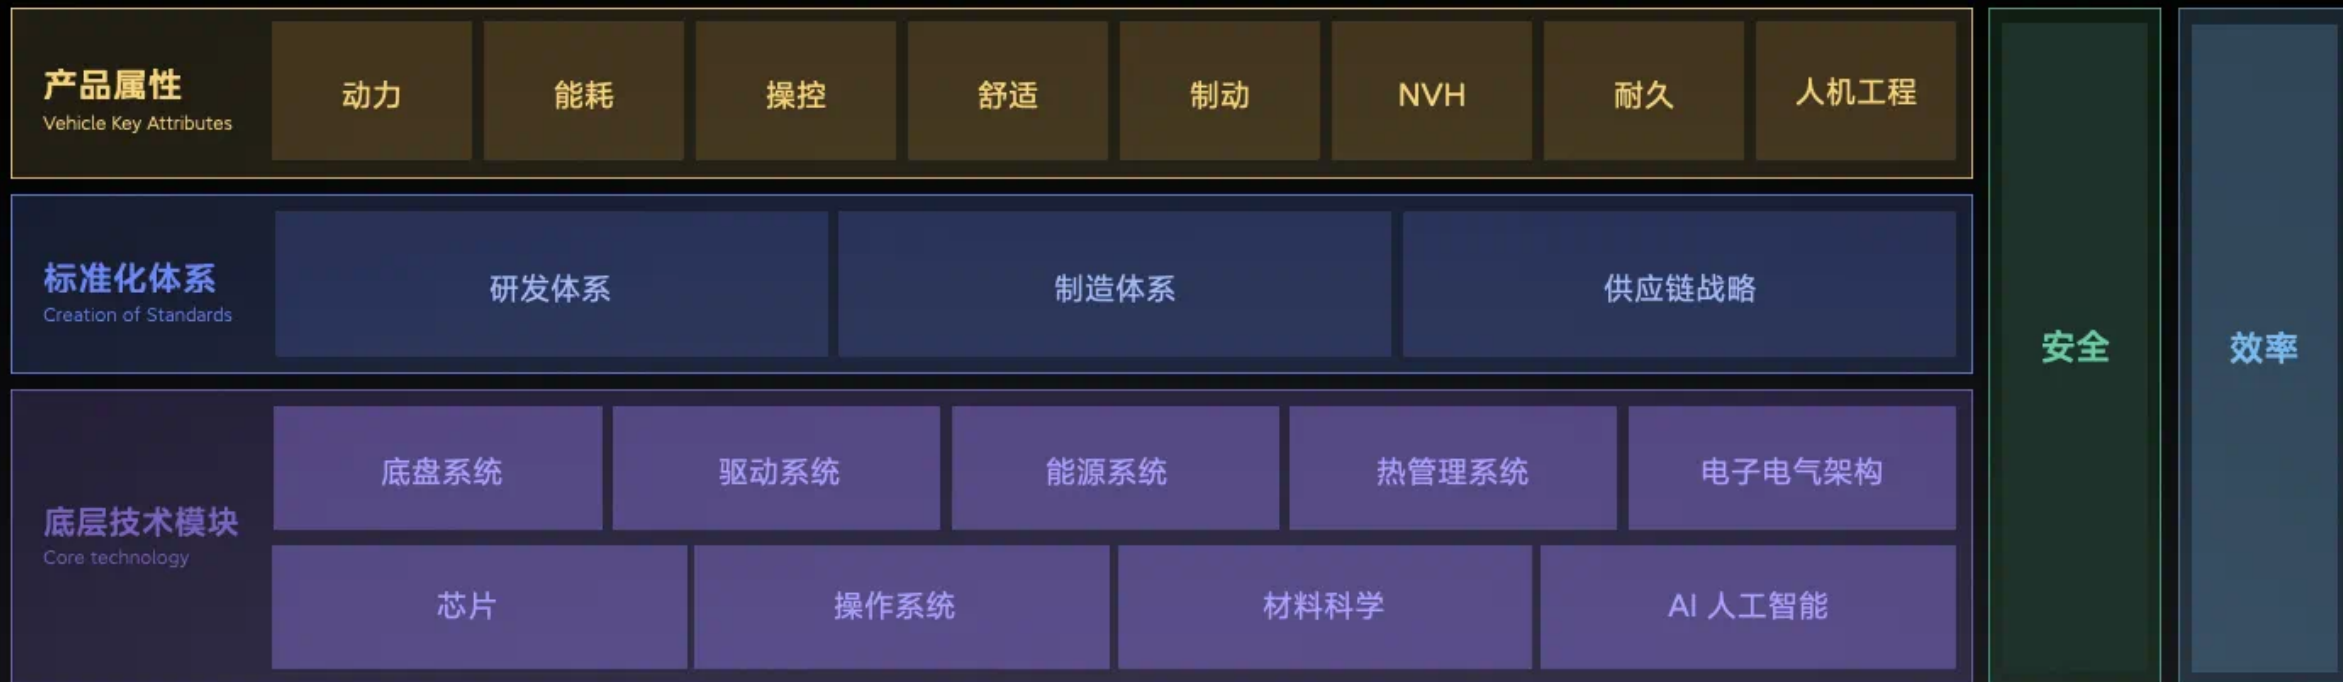 产品属性
Vehicle Key Attributes
动力
能耗
操控
舒适
制动
NVH
耐久
人机工程
标准化体系
Creation of Standards
研发体系
制造体系
供应链战略
底层技术模块
Core technology
底盘系统
驱动系统
能源系统
热管理系统
电子电气架构
芯片
操作系统
材料科学
AI 人工智能
安全
效率